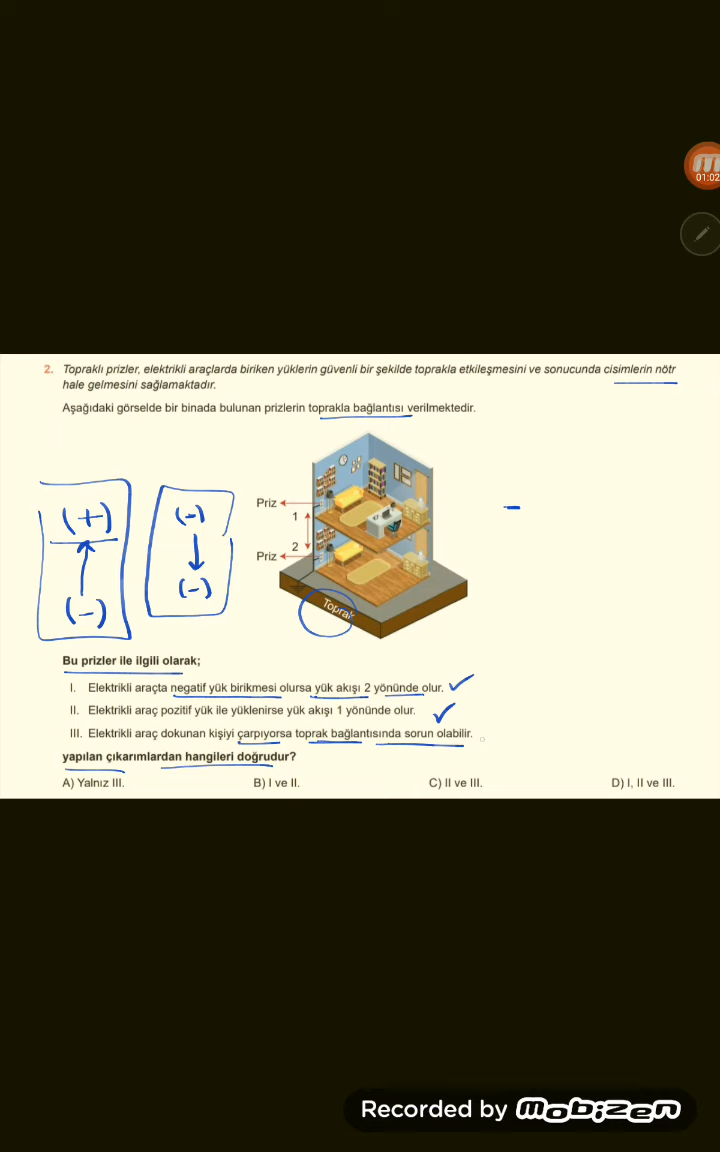 01:02
2. Topraklı prizler, elektrikli araçlarda biriken yüklerin güvenli bir şekilde toprakla etkileşmesini ve sonucunda cisimlerin nötr
hale gelmesini sağlamaktadır.
Aşağıdaki görselde bir binada bulunan prizlerin toprakla bağlantısı verilmektedir.
Priz
1
2
Priz
Toprak
(+)
(-)
(-)
(-)
-
Bu prizler ile ilgili olarak;
I. Elektrikli araçta negatif yük birikmesi olursa yük akışı 2 yönünde olur.
II. Elektrikli araç pozitif yük ile yüklenirse yük akışı 1 yönünde olur.
III. Elektrikli araç dokunan kişiyi çarpıyorsa toprak bağlantısında sorun olabilir.
yapılan çıkarımlardan hangileri doğrudur?
A) Yalnız III. B) I ve II. C) II ve III. D) I, II ve III.
Recorded by mobizen